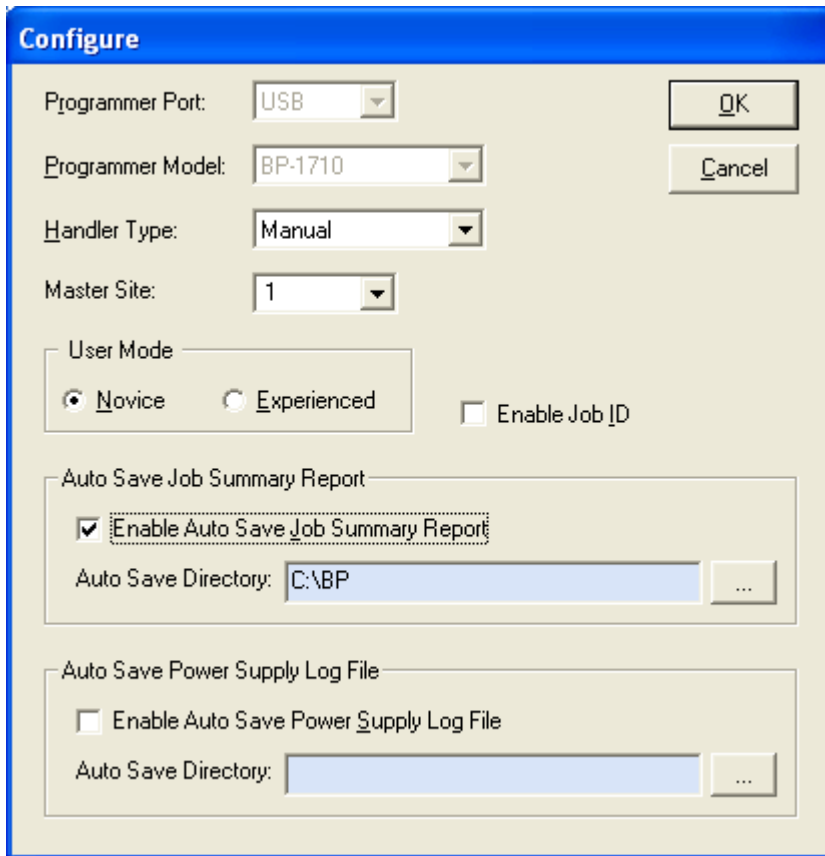 Configure
Programmer Port: USB
OK
Programmer Model: BP-1710
Cancel
Handler Type: Manual
Master Site: 1
User Mode
Novice Experienced
Enable Job ID
Auto Save Job Summary Report
Enable Auto Save Job Summary Report
Auto Save Directory: C:\BP ...
Auto Save Power Supply Log File
Enable Auto Save Power Supply Log File
Auto Save Directory: ...